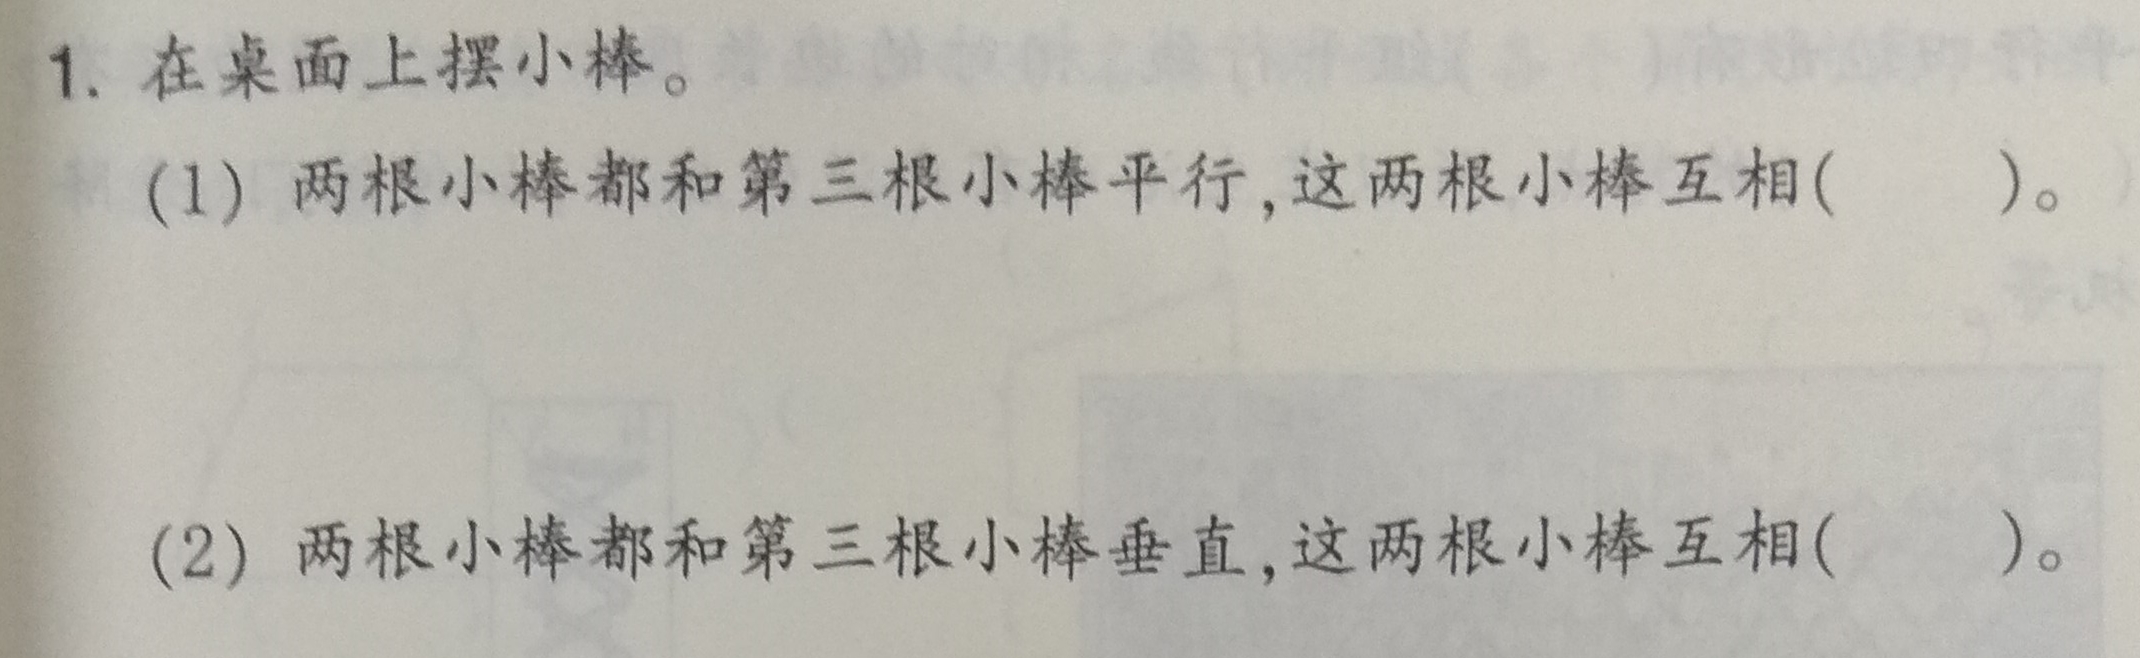 1. 在桌面上摆小棒。
(1) 两根小棒都和第三根小棒平行,这两根小棒互相(　　)。
(2) 两根小棒都和第三根小棒垂直,这两根小棒互相(　　)。